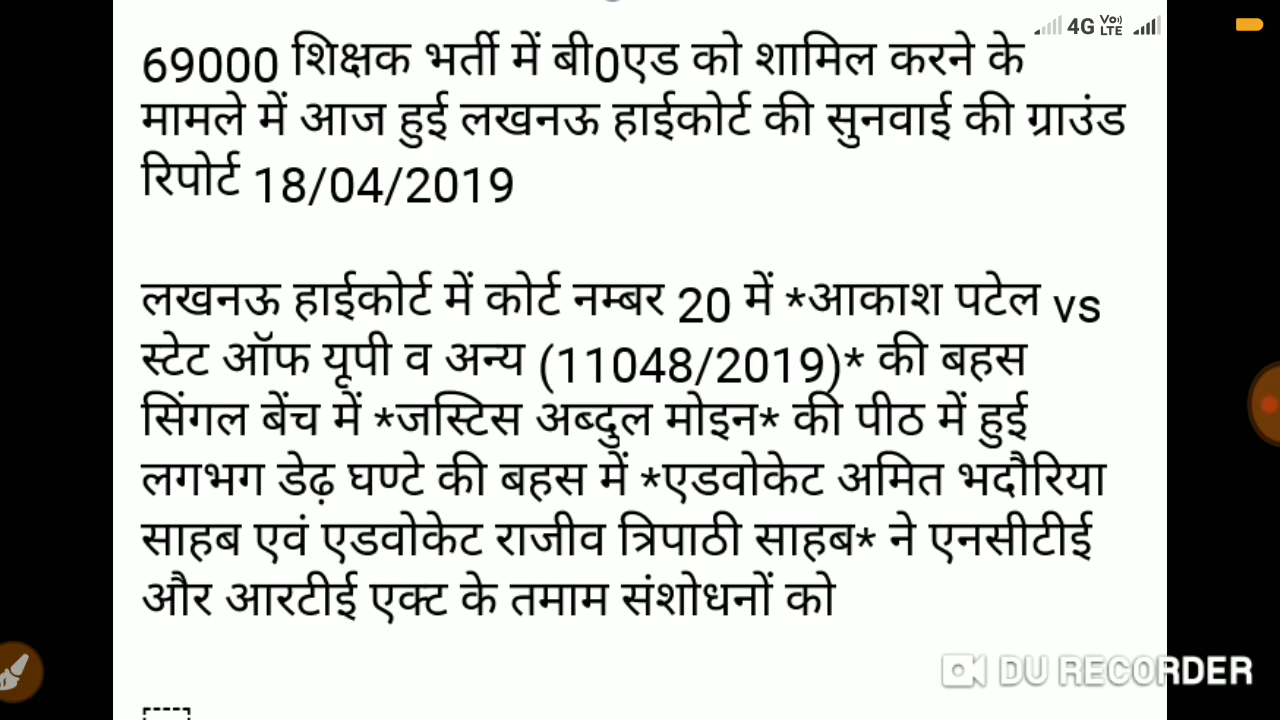 4G Vo) LTE
69000 शिक्षक भर्ती में बी0एड को शामिल करने के
मामले में आज हुई लखनऊ हाईकोर्ट की सुनवाई की ग्राउंड
रिपोर्ट 18/04/2019
लखनऊ हाईकोर्ट में कोर्ट नम्बर 20 में *आकाश पटेल vs
स्टेट ऑफ यूपी व अन्य (11048/2019)* की बहस
सिंगल बेंच में *जस्टिस अब्दुल मोइन* की पीठ में हुई
लगभग डेढ़ घण्टे की बहस में *एडवोकेट अमित भदौरिया
साहब एवं एडवोकेट राजीव त्रिपाठी साहब* ने एनसीटीई
और आरटीई एक्ट के तमाम संशोधनों को
DU RECORDER